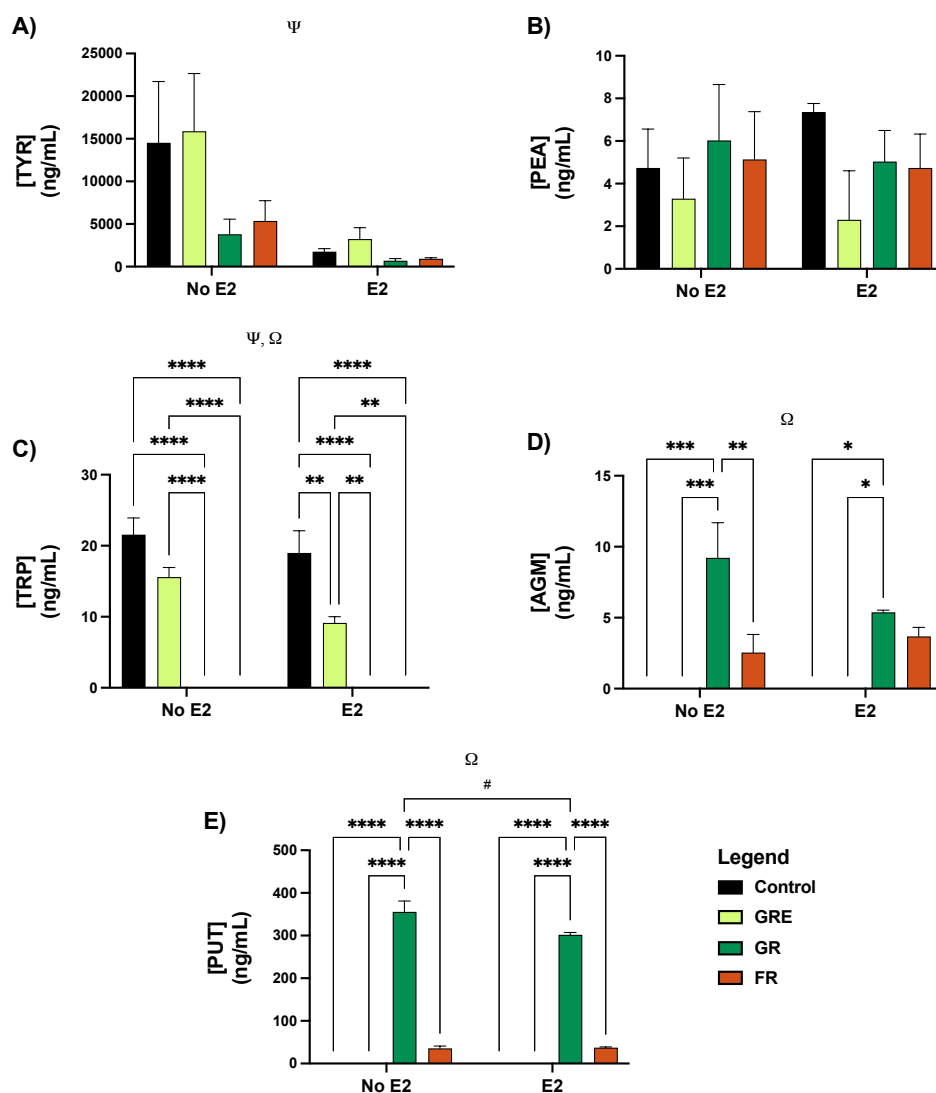 A)
Ψ
[TYR]
(ng/mL)
25000
20000
15000
10000
5000
0
No E2
E2
B)
[PEA]
(ng/mL)
8
6
4
2
0
No E2
E2
Ψ, Ω
C)
**** ****
**** **
**** ****
**** ** **
[TRP]
(ng/mL)
30
20
10
0
No E2
E2
Ω
D)
*** ** *
*** *
[AGM]
(ng/mL)
15
10
5
0
No E2
E2
Ω
#
E)
**** **** **** ****
**** ****
[PUT]
(ng/mL)
500
400
300
200
100
0
No E2
E2
Legend
Control
GRE
GR
FR